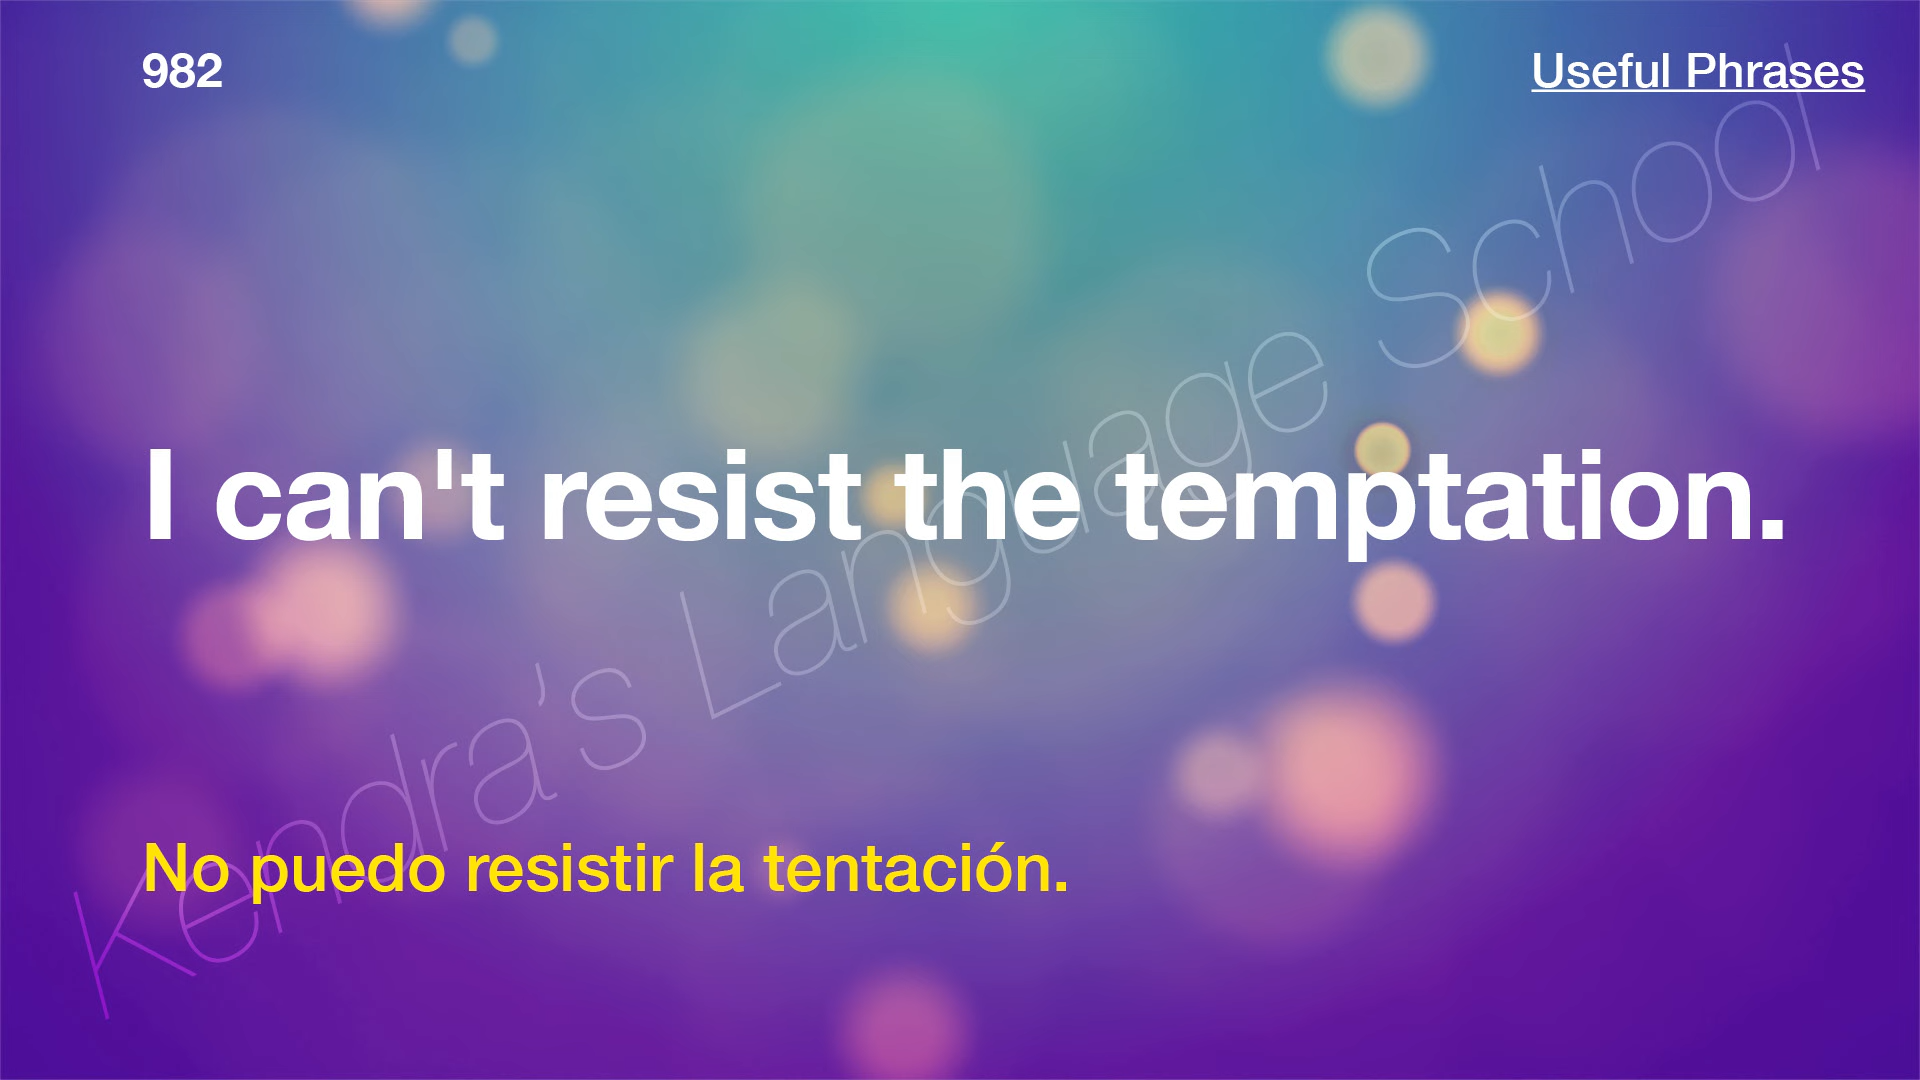 982
Useful Phrases
I can't resist the temptation.
No puedo resistir la tentación.
Kendra’s Language School